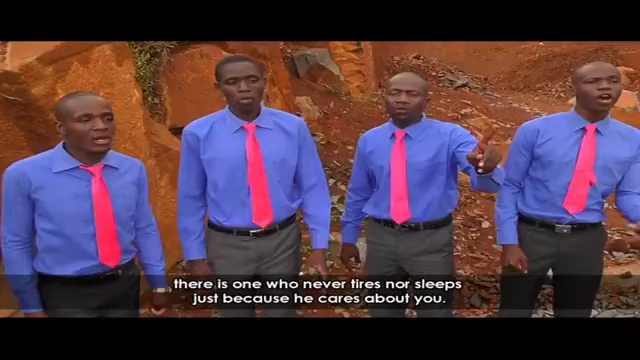 there is one who never tires nor sleeps
just because he cares about you.